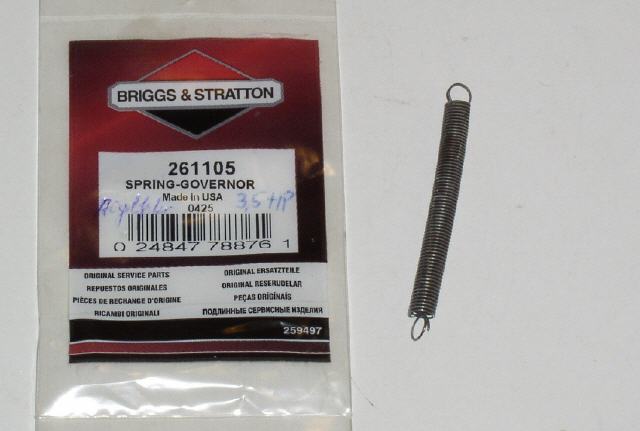 BRIGGS & STRATTON
261105
SPRING-GOVERNOR
Made In USA
3,5 HP
0425
0 24847 78876 1
ORIGINAL SERVICE PARTS
ORIGINAL ERSATZTEILE
REPUESTOS ORIGINALES
ORIGINAL RESERUDELAR
PIÈCES DE RECHANGE D'ORIGINE
PEÇAS ORIGINAIS
RICAMBI ORIGINALI
ПОДЛИННЫЕ СЕРВИСНЫЕ ИЗДЕЛИЯ
259497